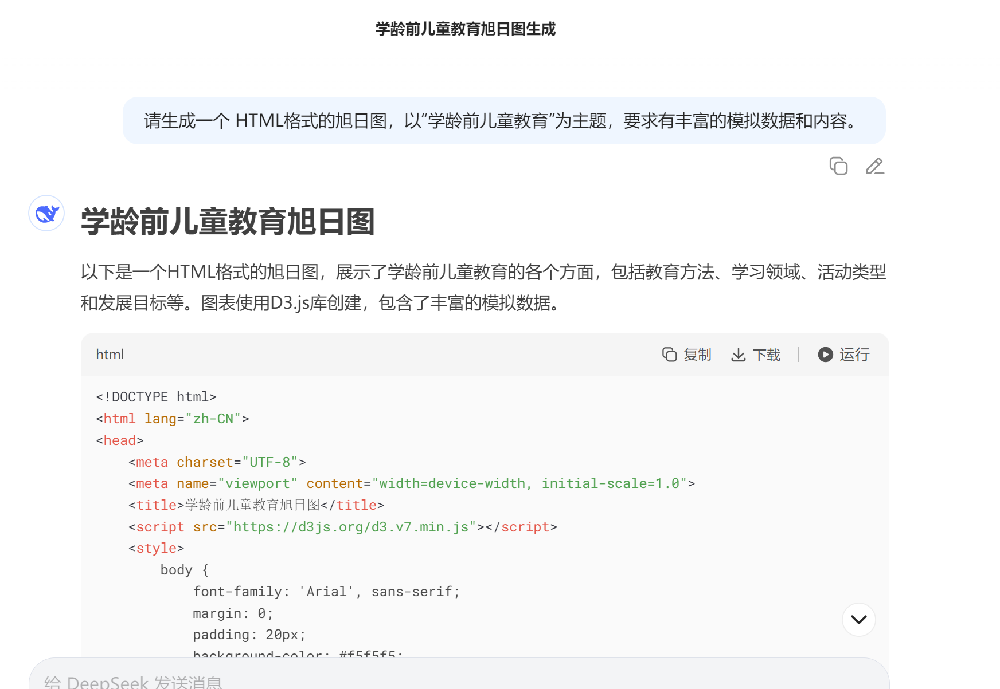 学龄前儿童教育旭日图生成
请生成一个 HTML格式的旭日图，以“学龄前儿童教育”为主题，要求有丰富的模拟数据和内容。
学龄前儿童教育旭日图
以下是一个HTML格式的旭日图，展示了学龄前儿童教育的各个方面，包括教育方法、学习领域、活动类型
和发展目标等。图表使用D3.js库创建，包含了丰富的模拟数据。
html 复制 下载 运行
<!DOCTYPE html>
<html lang="zh-CN">
<head>
    <meta charset="UTF-8">
    <meta name="viewport" content="width=device-width, initial-scale=1.0">
    <title>学龄前儿童教育旭日图</title>
    <script src="https://d3js.org/d3.v7.min.js"></script>
    <style>
        body {
            font-family: 'Arial', sans-serif;
            margin: 0;
            padding: 20px;
            background-color: #f5f5f5;
给 DeepSeek 发送消息